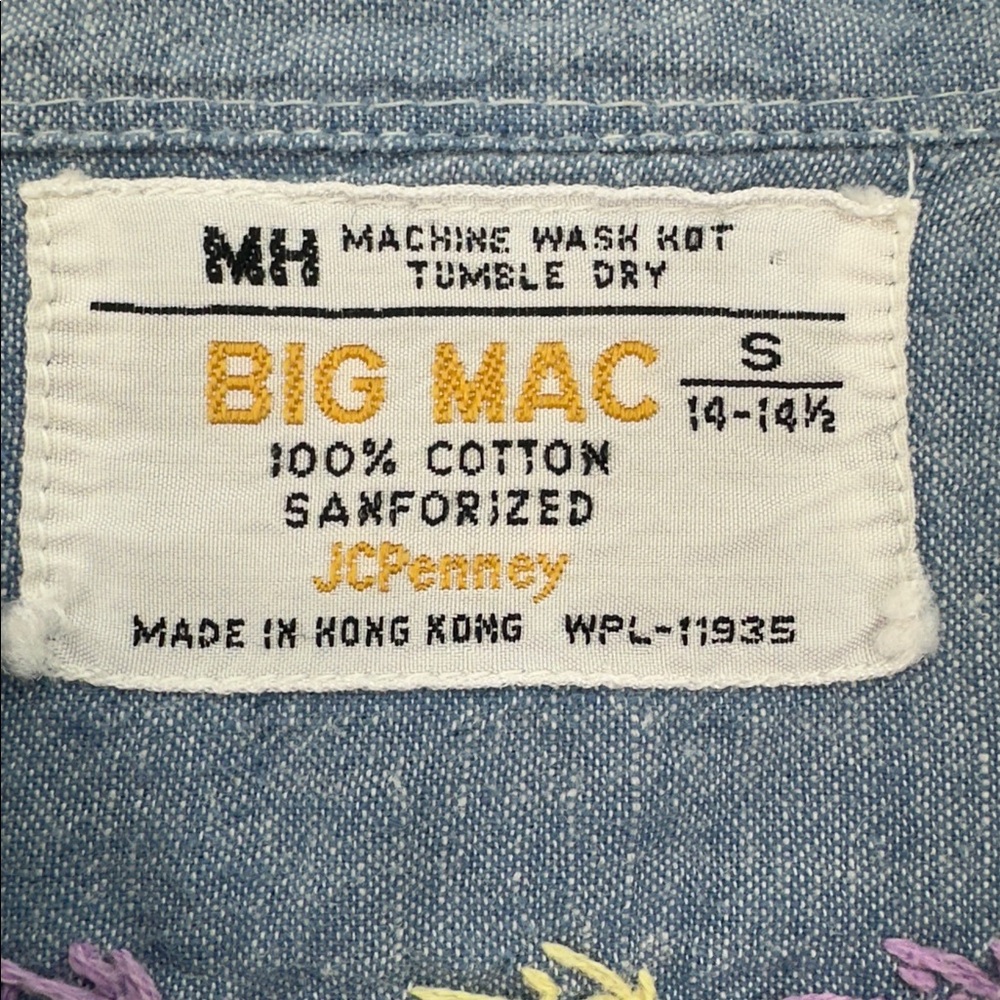 MH MACHINE WASH HOT
TUMBLE DRY
BIG MAC S
14-14½
100% COTTON
SANFORIZED
JCPenney
MADE IN HONG KONG WPL-11935